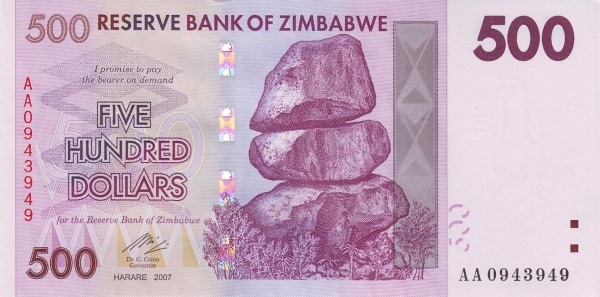 500 RESERVE BANK OF ZIMBABWE
500
I promise to pay
the bearer on demand
AA0943949
FIVE
HUNDRED
DOLLARS
for the Reserve Bank of Zimbabwe
Dr. G. Gono
Governor
HARARE 2007
500
500
AA0943949